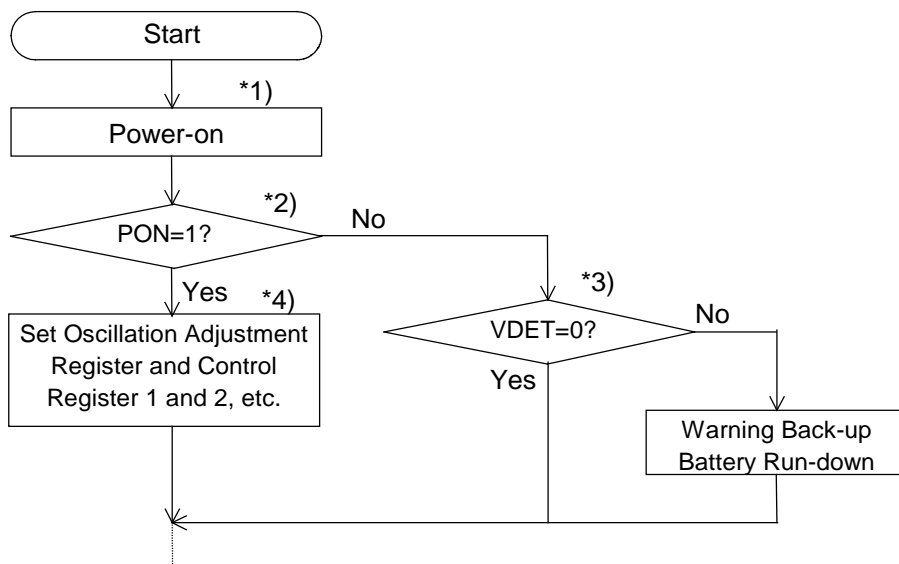 Start
*1)
Power-on
*2)
PON=1?
No
Yes
*4)
Set Oscillation Adjustment
Register and Control
Register 1 and 2, etc.
*3)
VDET=0?
No
Yes
Warning Back-up
Battery Run-down